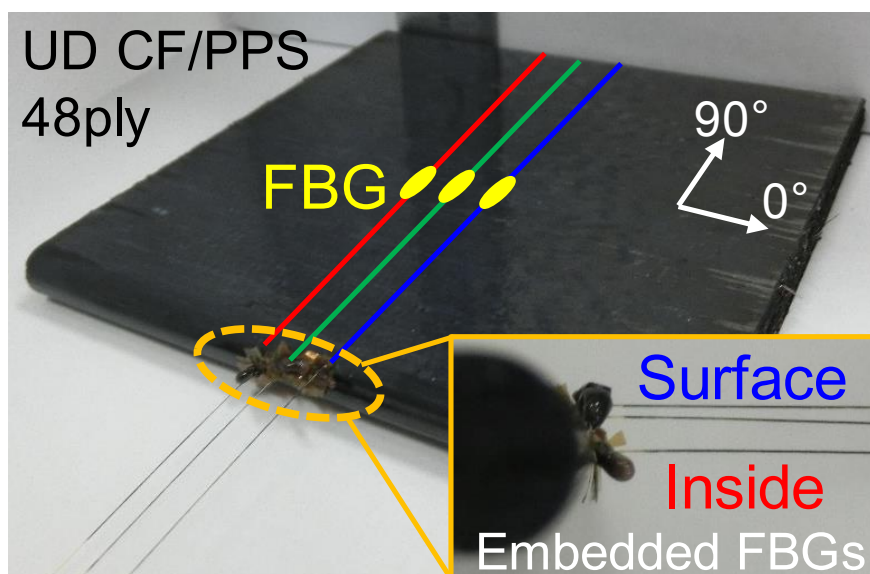 UD CF/PPS
48ply
90°
FBG
0°
Surface
Inside
Embedded FBGs